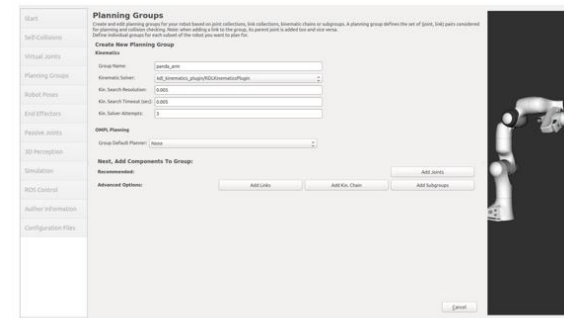 Start
Self-Collisions
Virtual Joints
Planning Groups
Robot Poses
End Effectors
Passive Joints
3D Perception
Simulation
ROS Control
Author Information
Configuration Files
Planning Groups
Create and edit planning groups for your robot based on joint collections, link collections, kinematic chains or subgroups. A planning group defines the set of (joint, link) pairs considered
for planning and collision checking. Note: when adding a link to the group, its parent joint is added too and vice versa.
Define individual groups for each subset of the robot you want to plan for.
Create New Planning Group
Kinematics
Group Name: panda_arm
Kinematic Solver: kdl_kinematics_plugin/KDLKinematicsPlugin
Kin. Search Resolution: 0.005
Kin. Search Timeout (sec): 0.005
Kin. Solver Attempts: 3
OMPL Planning
Group Default Planner: None
Next, Add Components To Group:
Recommended: Add Joints
Advanced Options: Add Links Add Kin. Chain Add Subgroups
Cancel